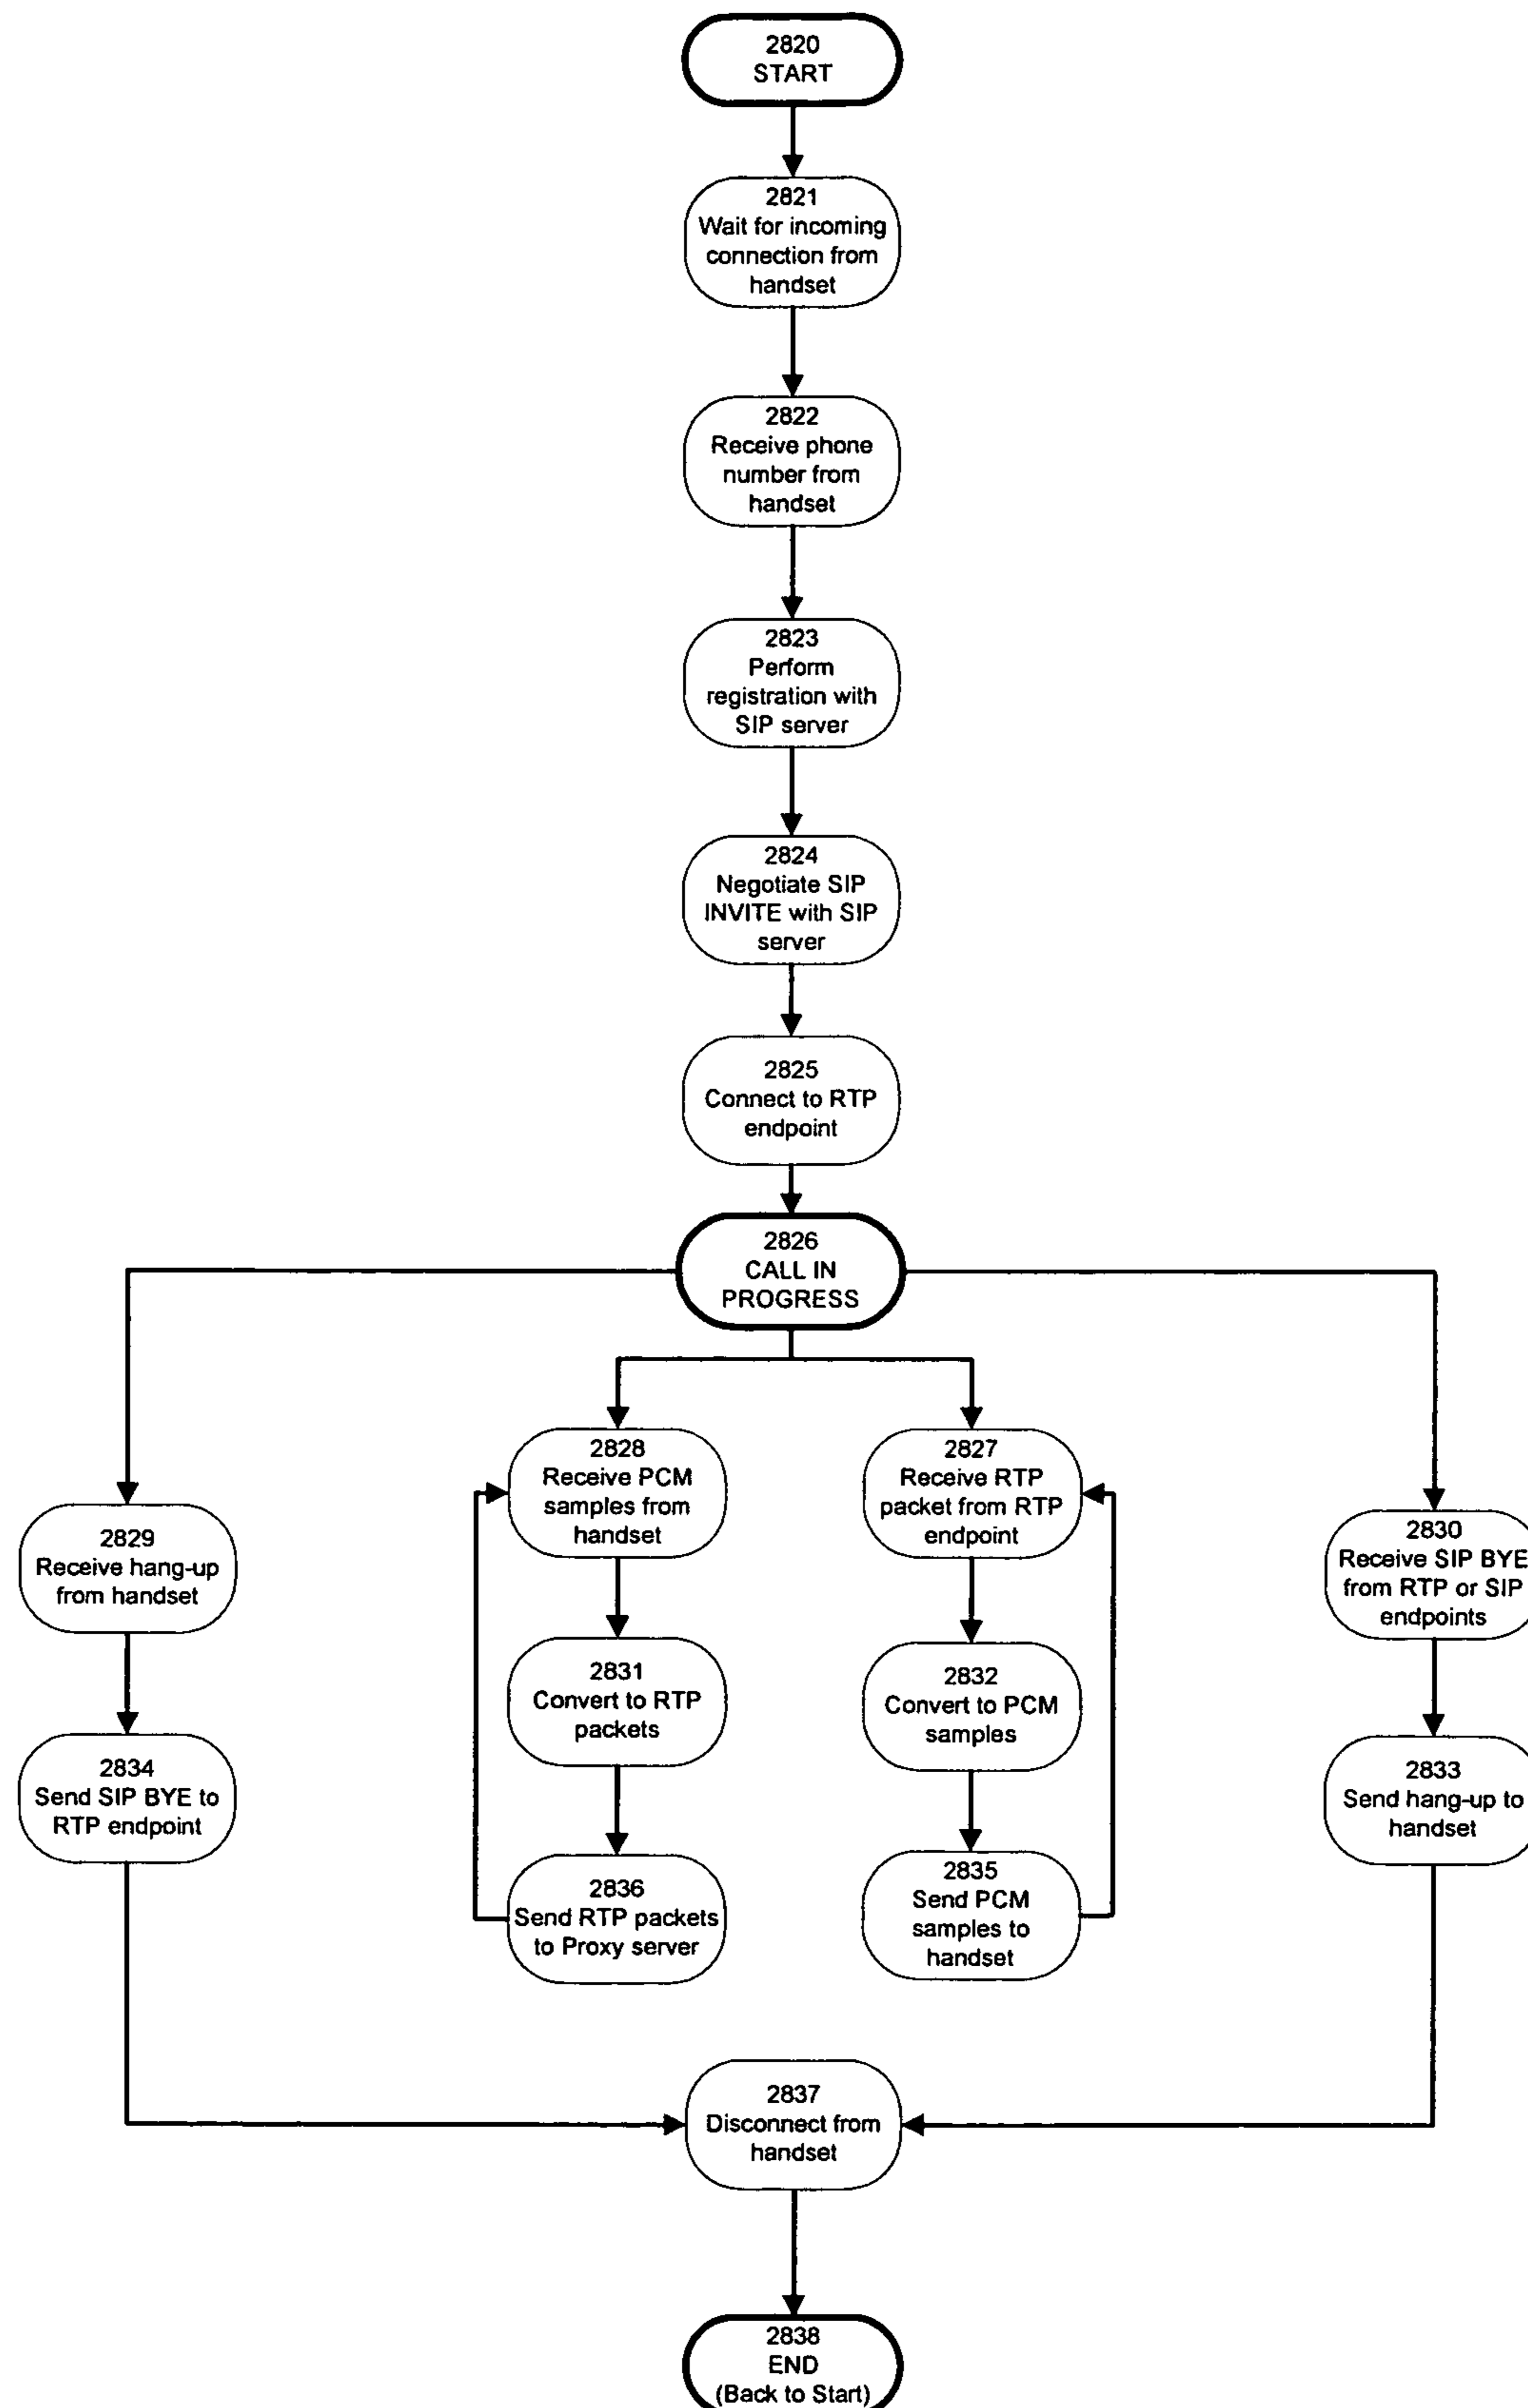 2820
START
2821
Wait for incoming
connection from
handset
2822
Receive phone
number from
handset
2823
Perform
registration with
SIP server
2824
Negotiate SIP
INVITE with SIP
server
2825
Connect to RTP
endpoint
2826
CALL IN
PROGRESS
2828
Receive PCM
samples from
handset
2827
Receive RTP
packet from RTP
endpoint
2829
Receive hang-up
from handset
2830
Receive SIP BYE
from RTP or SIP
endpoints
2831
Convert to RTP
packets
2832
Convert to PCM
samples
2834
Send SIP BYE to
RTP endpoint
2833
Send hang-up to
handset
2836
Send RTP packets
to Proxy server
2835
Send PCM
samples to
handset
2837
Disconnect from
handset
2838
END
(Back to Start)